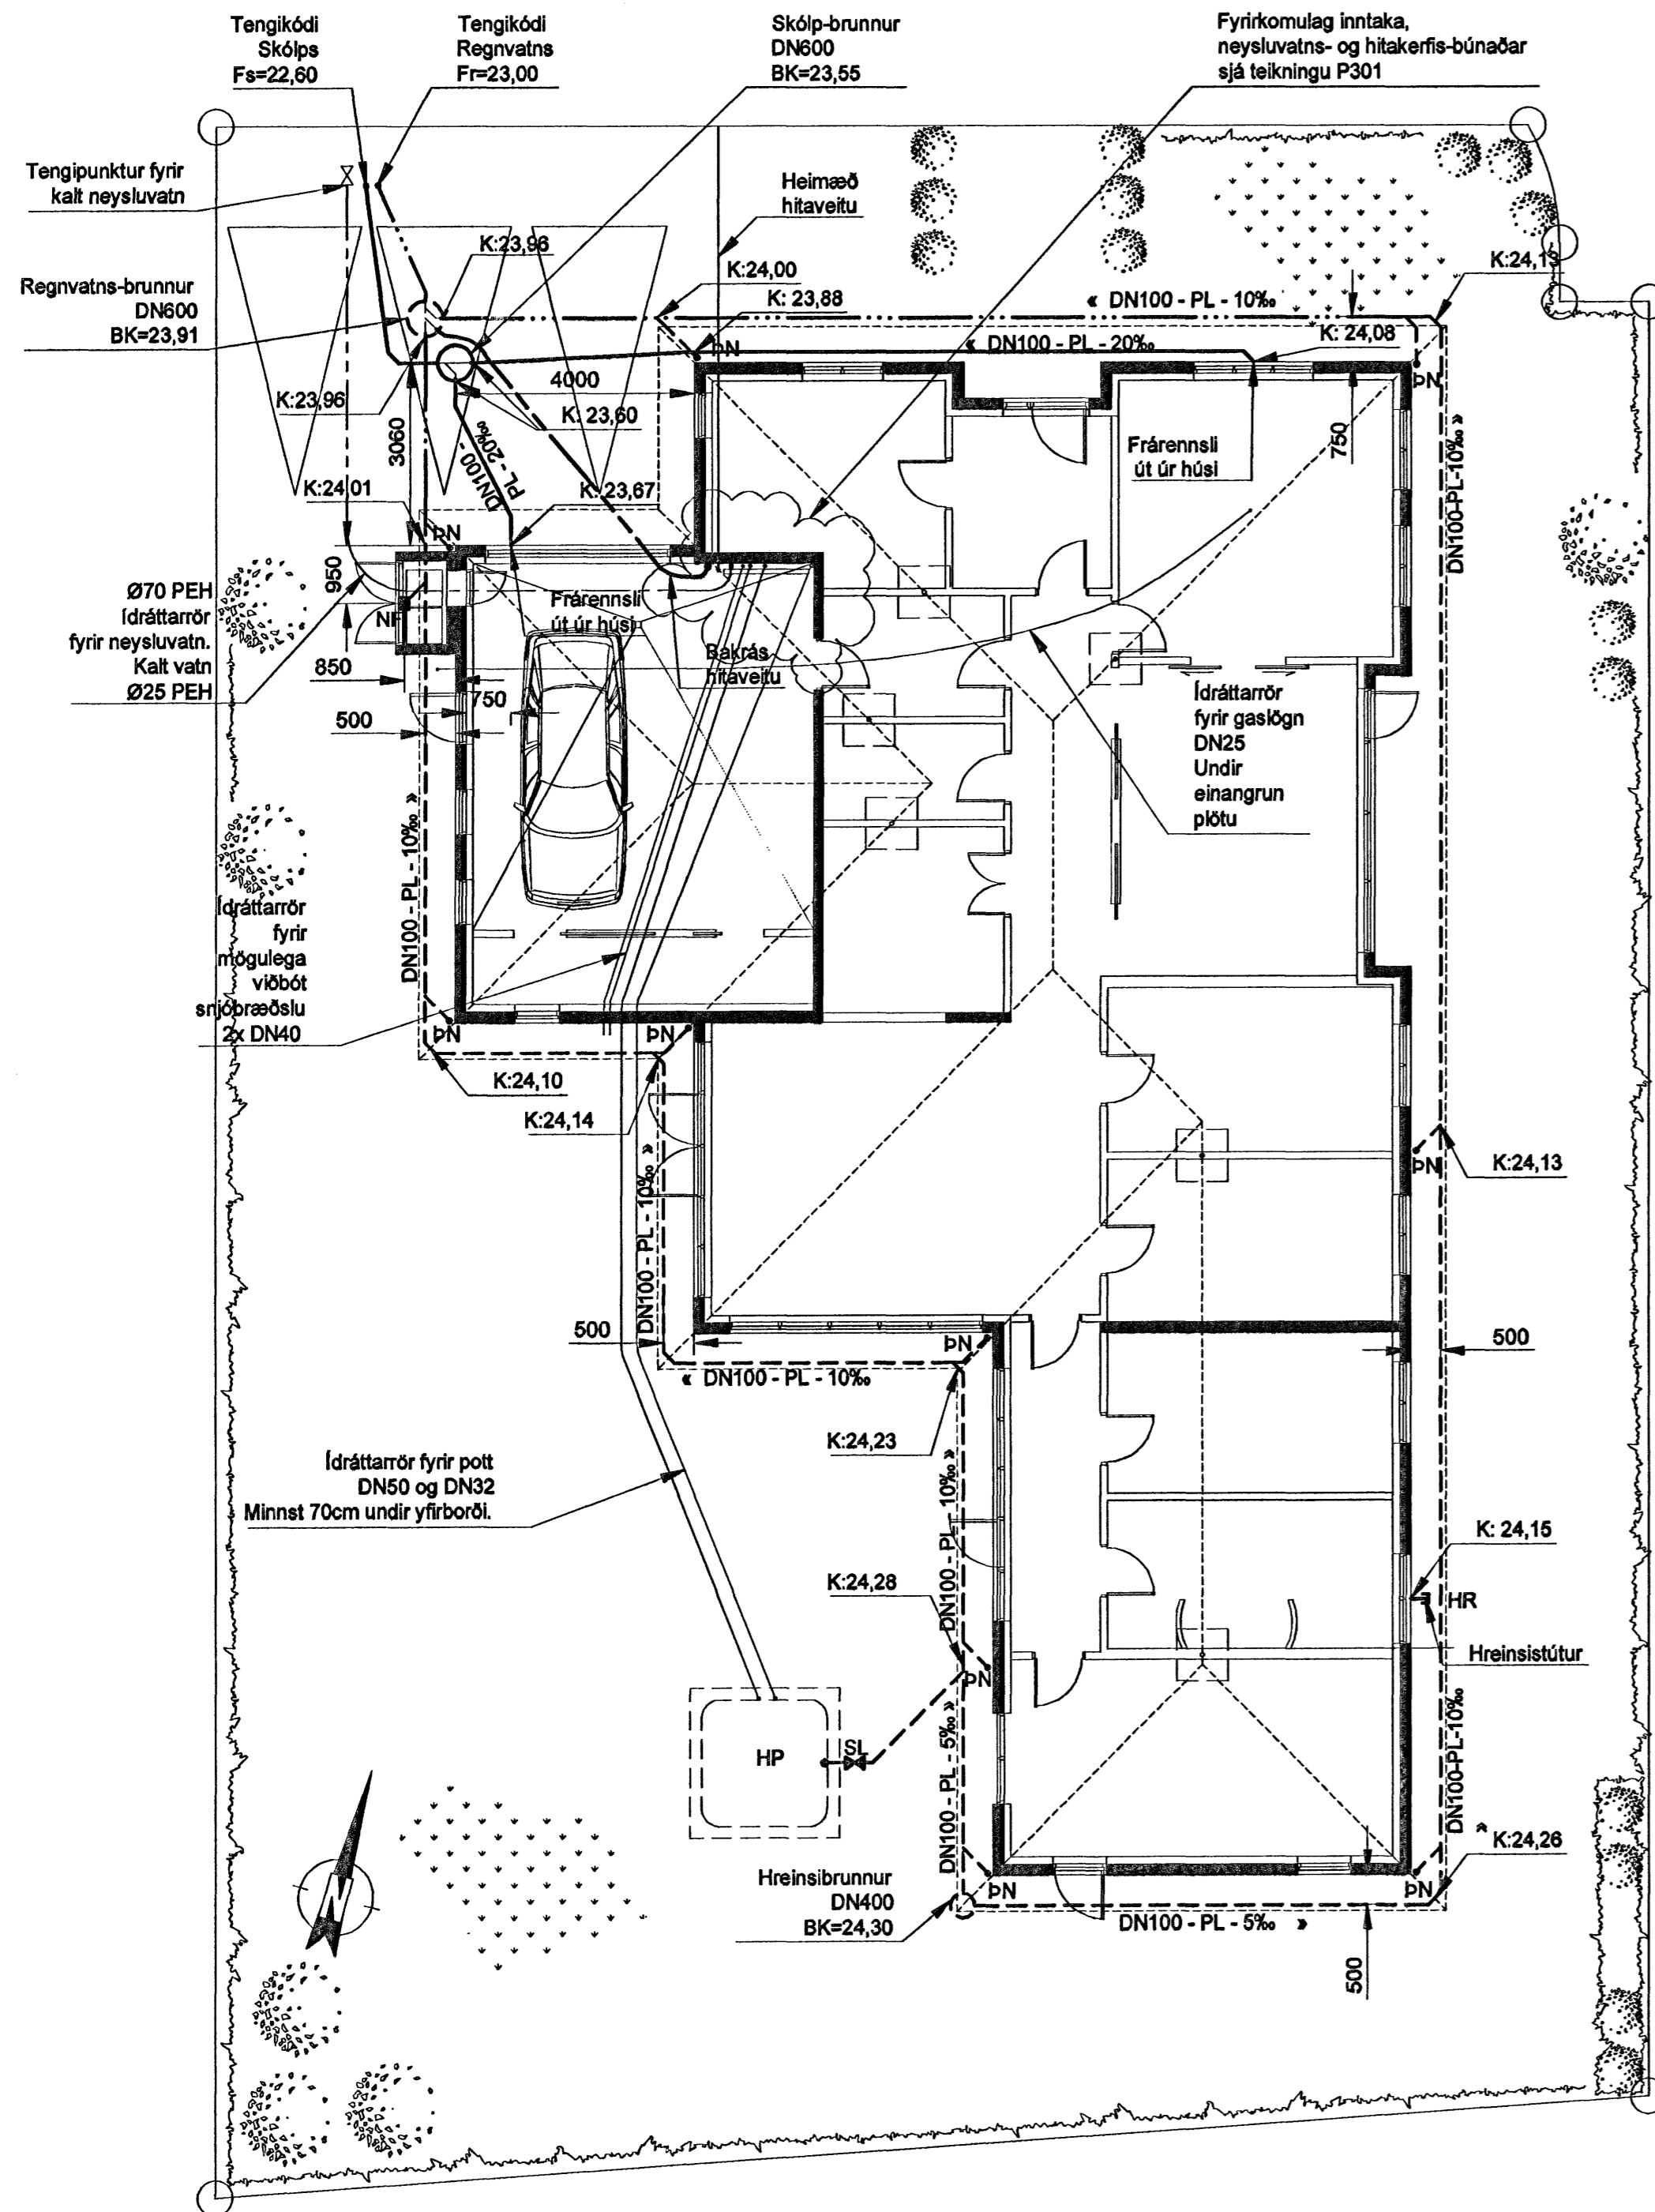 Tengikódi
Skólps
Fs=22,60
Tengikódi
Regnvatns
Fr=23,00
Skólp-brunnur
DN600
BK=23,55
Fyrirkomulag inntaka,
neysluvatns- og hitakerfis-búnaðar
sjá teikningu P301
Tengipunktur fyrir
kalt neysluvatn
Heimæð
hitaveitu
K:23,96
K:24,00
K: 23,88
K:24,13
Regnvatns-brunnur
DN600
BK=23,91
« DN100 - PL - 10‰
K: 24,08
ÞN
« DN100 - PL - 20‰
ÞN
4000
K:23,96
K: 23,60
3060
DN100 -
PL - 20‰
Frárennsli
út úr húsi
750
DN100-PL-10‰ »
K:24,01
K:23,67
ÞN
950
Ø70 PEH
Ídráttarrör
fyrir neysluvatn.
Kalt vatn
Ø25 PEH
NF
Frárennsli
út úr húsi
Bakrás
hitaveitu
850
750
500
Ídráttarrör
fyrir gaslögn
DN25
Undir
einangrun
plötu
DN100 - PL - 10‰ »
Ídráttarrör
fyrir
mögulega
viðbót
snjóbræðslu
2x DN40
ÞN
ÞN
K:24,10
K:24,14
DN100 - PL - 10‰ »
ÞN
K:24,13
500
ÞN
500
« DN100 - PL - 10‰
K:24,23
DN100 - PL - 10‰ »
Ídráttarrör fyrir pott
DN50 og DN32
Minnst 70cm undir yfirborði.
K: 24,15
K:24,28
HR
Hreinsistútur
ÞN
HP
SL
DN100 - PL - 5‰ »
DN100-PL-10‰ »
K:24,26
Hreinsibrunnur
DN400
BK=24,30
ÞN
ÞN
DN100 - PL - 5‰ »
500